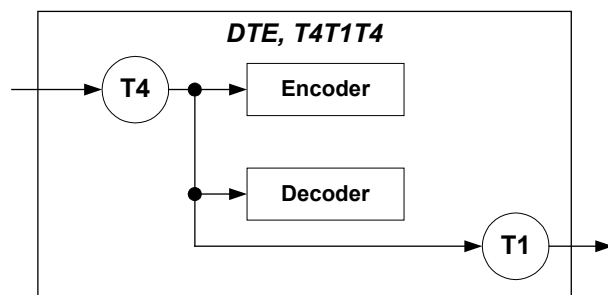 DTE, T4T1T4
T4
Encoder
Decoder
T1